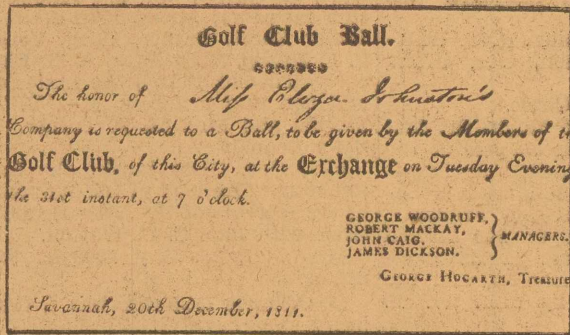 Golf Club Ball.
The honor of Miss Eliza Johnston's
Company is requested to a Ball, to be given by the Members of
Golf Club, of this City, at the Exchange on Tuesday Evening
the 31st instant, at 7 o'clock.
GEORGE WOODRUFF,
ROBERT MACKAY,
JOHN CAIG,
JAMES DICKSON.
MANAGERS.
GEORGE HOGARTH, Treasure
Savannah, 20th December, 1811.